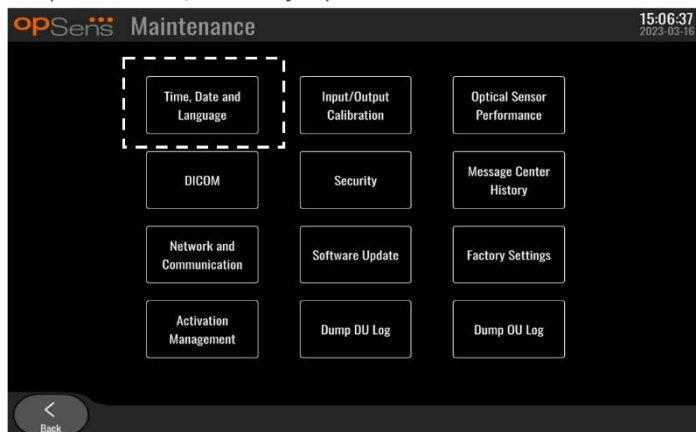 opSens Maintenance
15:06:37
2023-03-16
Time, Date and
Language
Input/Output
Calibration
Optical Sensor
Performance
DICOM
Security
Message Center
History
Network and
Communication
Software Update
Factory Settings
Activation
Management
Dump DU Log
Dump OU Log
Back